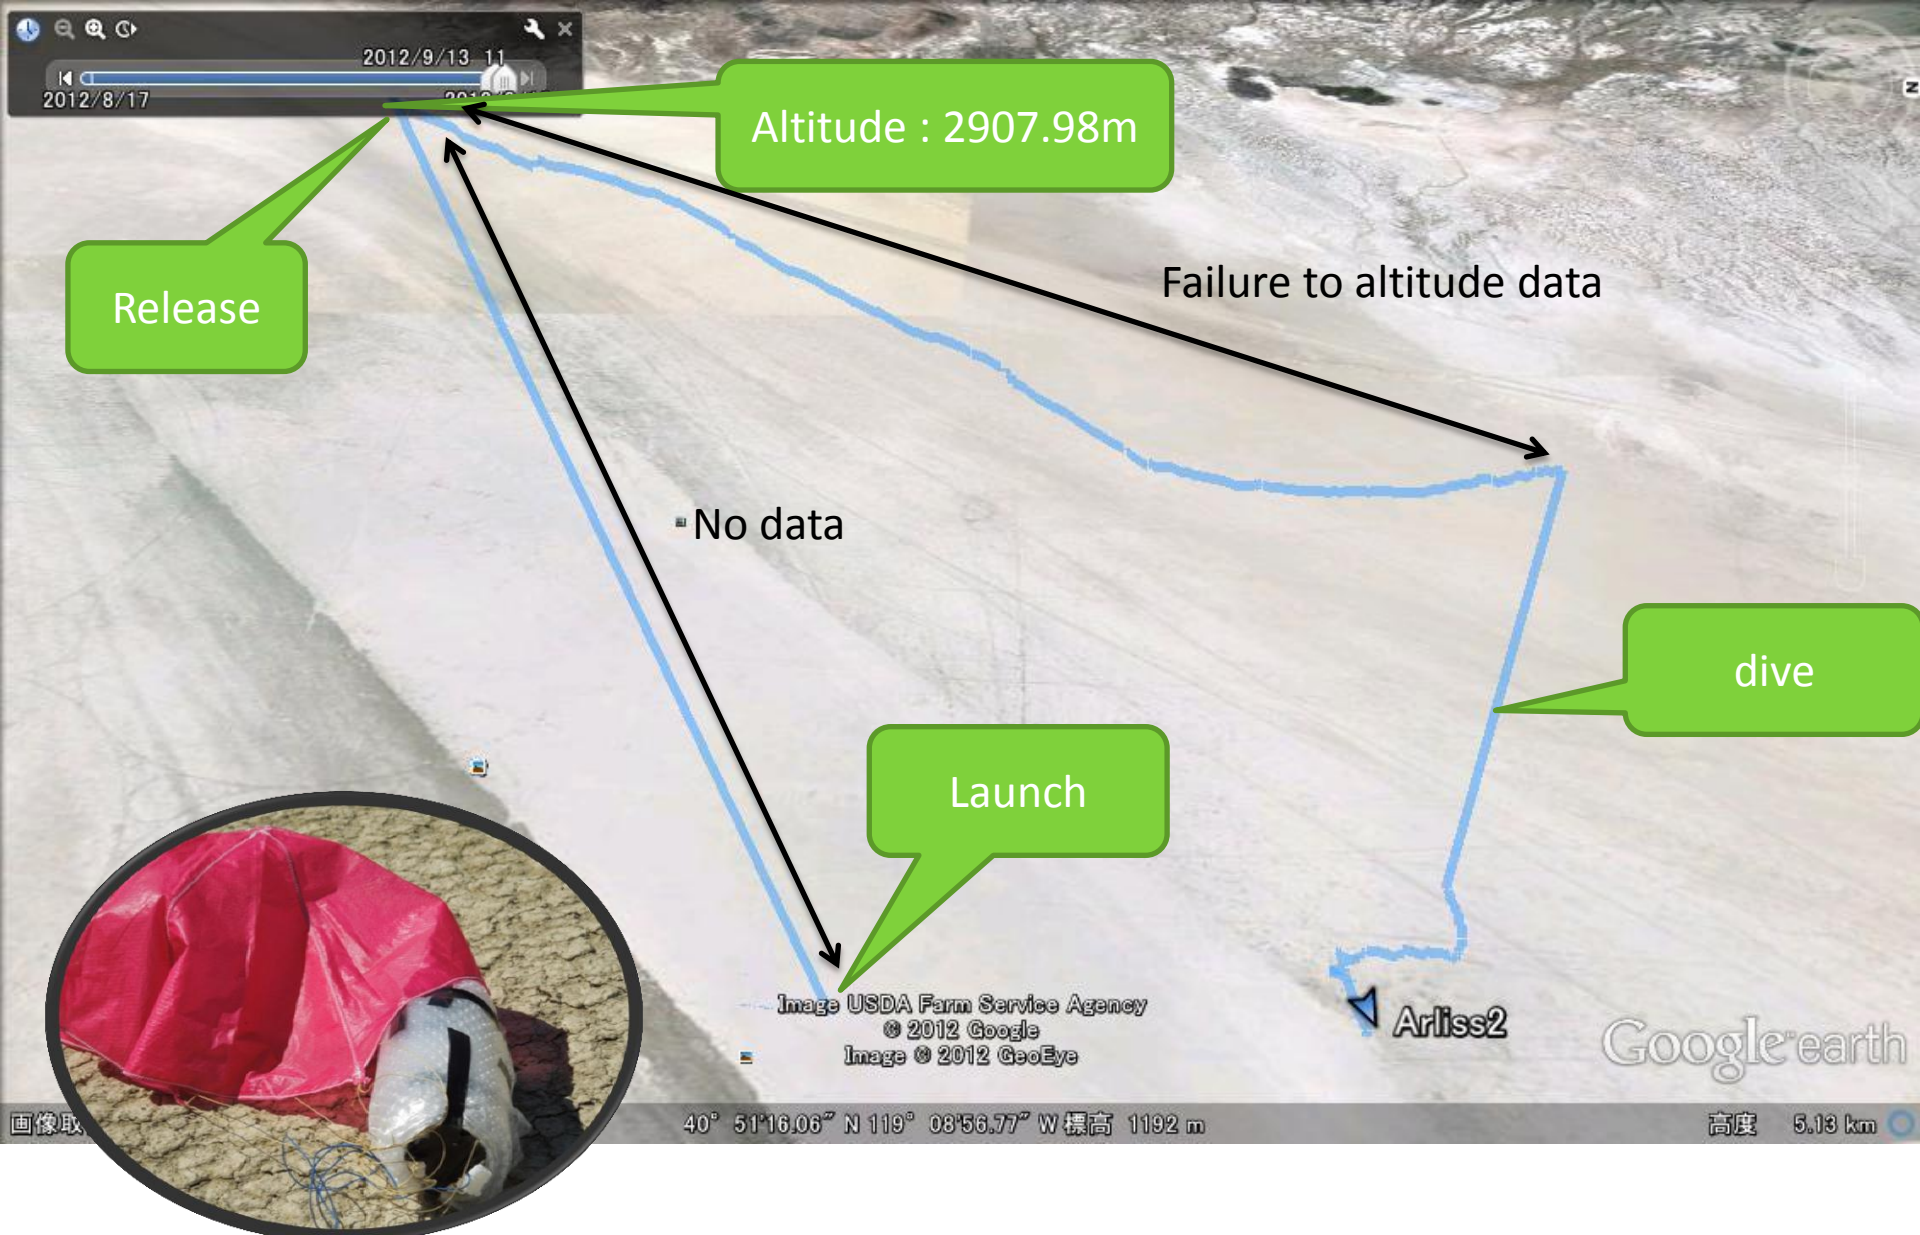 2012/9/13 11
2012/8/17
Altitude : 2907.98m
Release
Failure to altitude data
No data
dive
Launch
Image USDA Farm Service Agency
© 2012 Google
Image © 2012 GeoEye
Arliss2
Google earth
画像取
40° 51'16.06" N 119° 08'56.77" W 標高 1192 m
高度 5.13 km
N